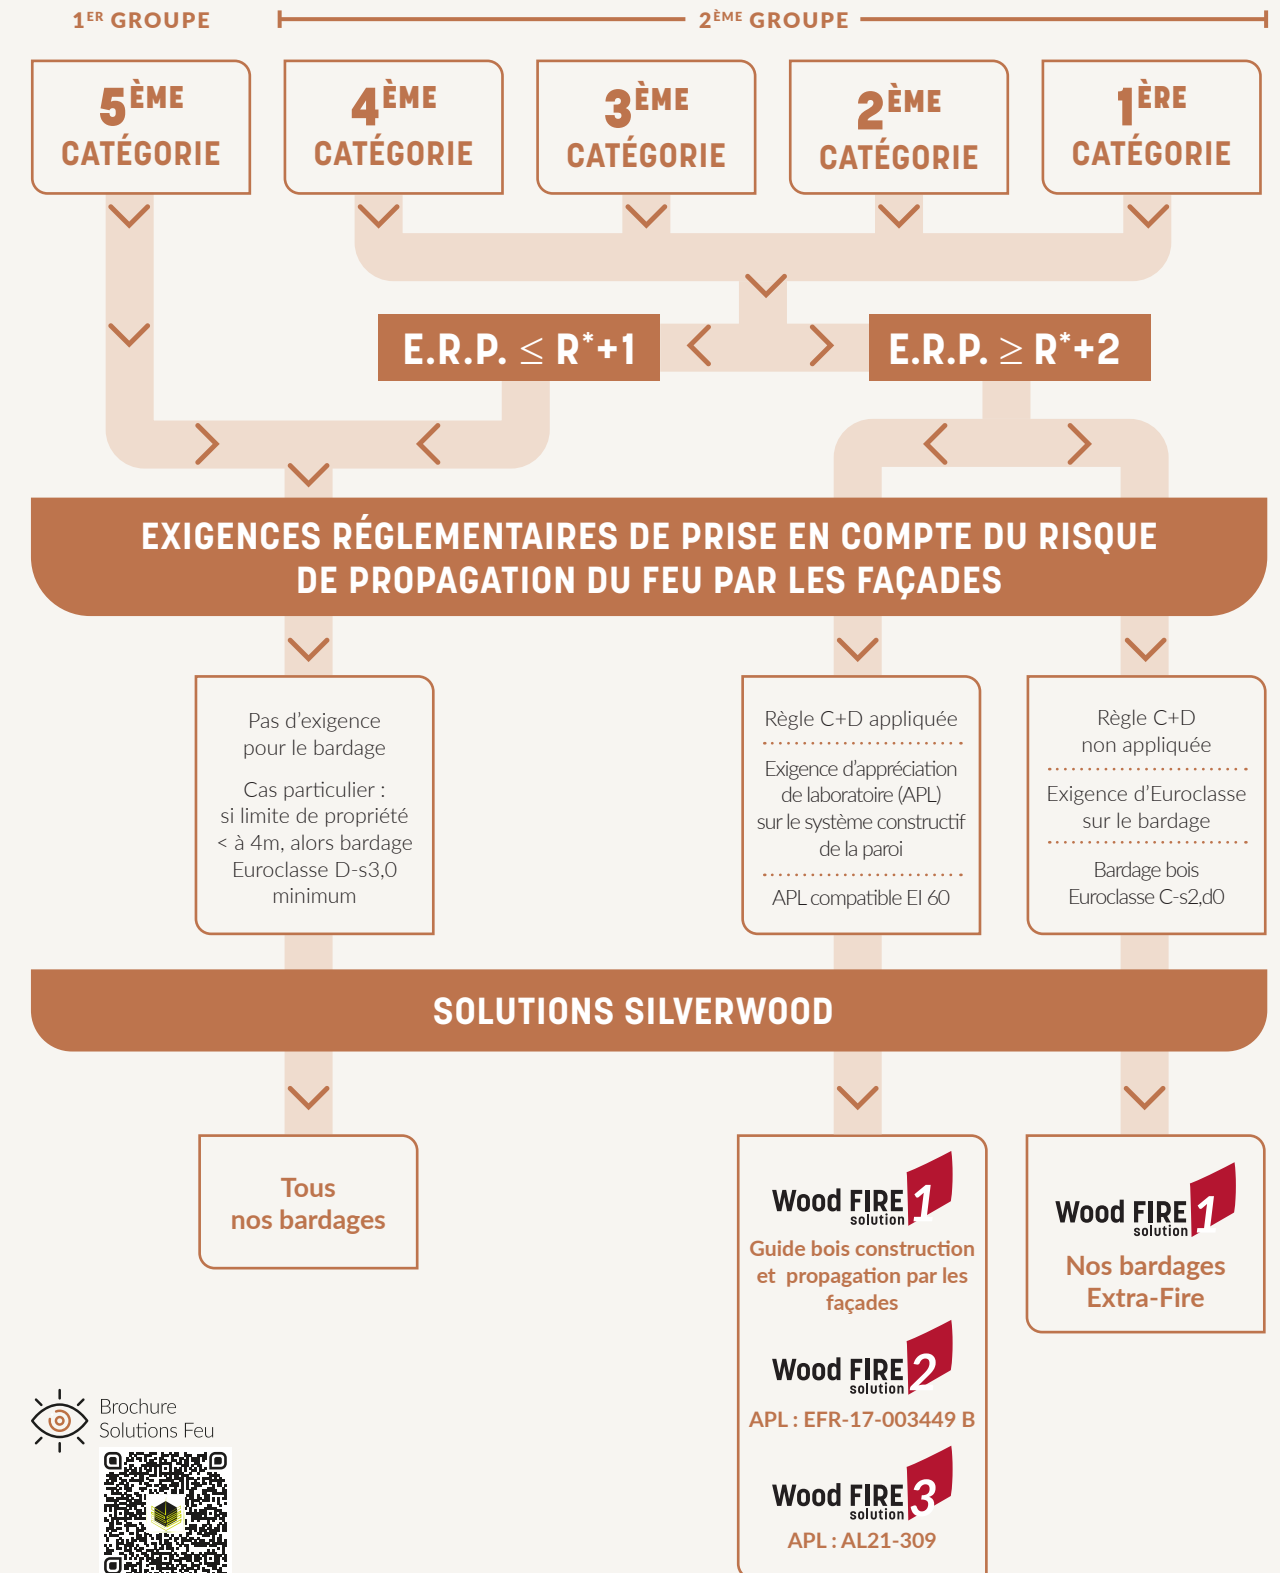 1ER GROUPE
2ÈME GROUPE
5ÈME
CATÉGORIE
4ÈME
CATÉGORIE
3ÈME
CATÉGORIE
2ÈME
CATÉGORIE
1ÈRE
CATÉGORIE
E.R.P. ≤ R*+1
E.R.P. ≥ R*+2
EXIGENCES RÉGLEMENTAIRES DE PRISE EN COMPTE DU RISQUE
DE PROPAGATION DU FEU PAR LES FAÇADES
Pas d’exigence
pour le bardage
Cas particulier :
si limite de propriété
< à 4m, alors bardage
Euroclasse D-s3,0
minimum
Règle C+D appliquée
Exigence d’appréciation
de laboratoire (APL)
sur le système constructif
de la paroi
APL compatible EI 60
Règle C+D
non appliquée
Exigence d’Euroclasse
sur le bardage
Bardage bois
Euroclasse C-s2,d0
SOLUTIONS SILVERWOOD
Tous
nos bardages
Wood FIRE 1
solution
Guide bois construction
et propagation par les
façades
Wood FIRE 2
solution
APL : EFR-17-003449 B
Wood FIRE 3
solution
APL : AL21-309
Wood FIRE 1
solution
Nos bardages
Extra-Fire
Brochure
Solutions Feu